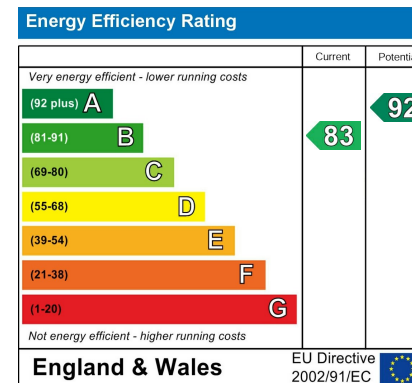 Energy Efficiency Rating
Current Potentia
Very energy efficient - lower running costs
(92 plus) A
92
(81-91) B
83
(69-80) C
(55-68) D
(39-54) E
(21-38) F
(1-20) G
Not energy efficient - higher running costs
England & Wales
EU Directive
2002/91/EC